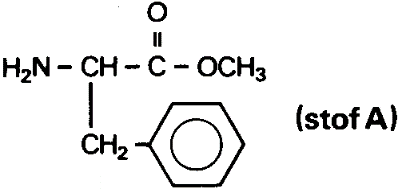 O
H₂N – CH – C – OCH₃
CH₂
(stof A)